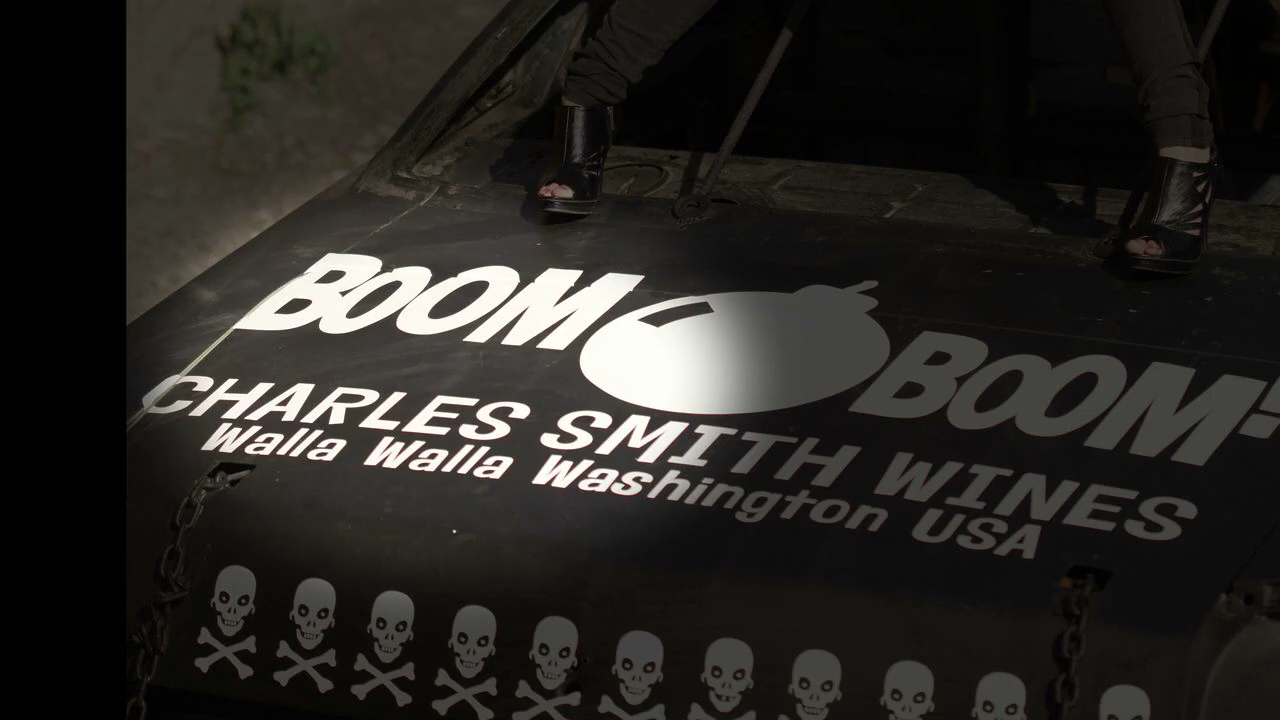 BOOM BOOM!
CHARLES SMITH WINES
Walla Walla Washington USA